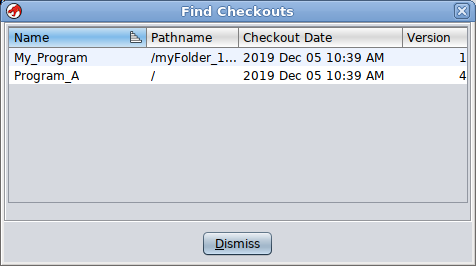 Find Checkouts
Name Pathname Checkout Date Version
My_Program /myFolder_1... 2019 Dec 05 10:39 AM 1
Program_A / 2019 Dec 05 10:39 AM 4
Dismiss